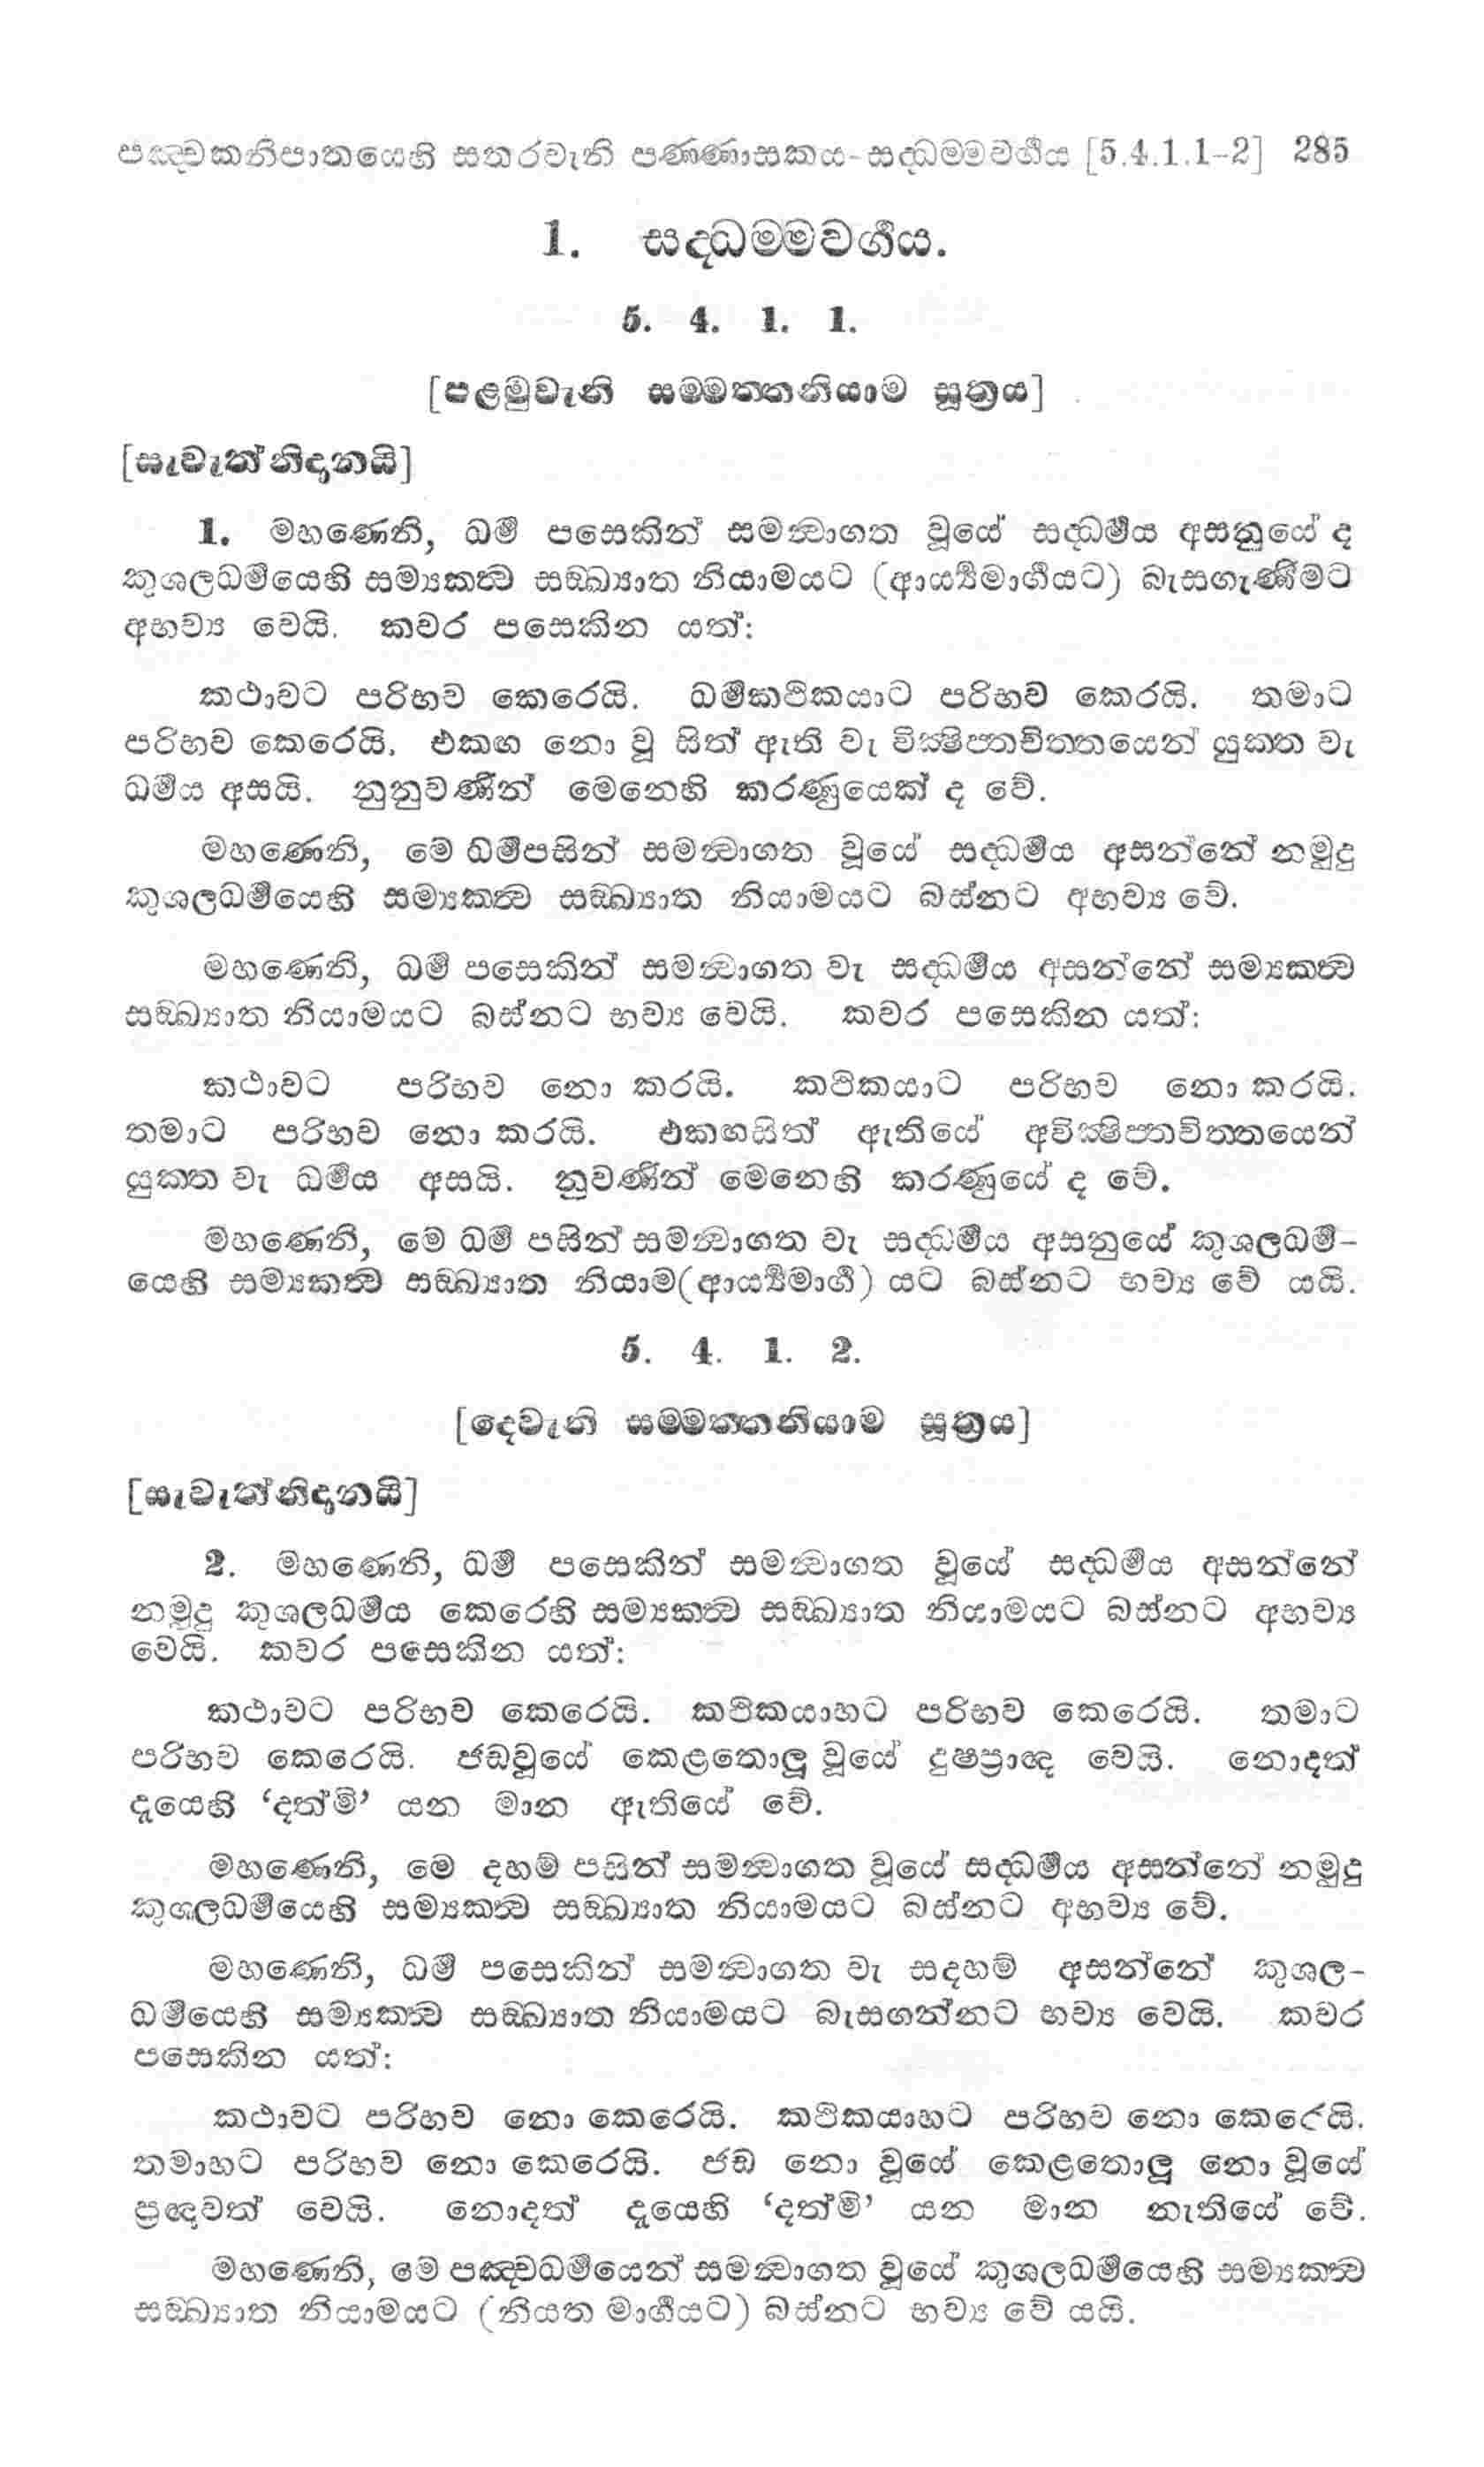 පඤ්චකනිපාතයෙහි සතරවැනි පණ්ණාසකය-සද්ධම්මවර්ගය [5.4.1.1-2] 285
1. සද්ධම්මවර්ගය.
5. 4. 1. 1.
[පළමුවැනි සම්මත්තනියාම සූත්‍රය]
[සැවැත්නිදානයි]
1. මහණෙනි, ධර්ම පසෙකින් සමන්වාගත වූයේ සද්ධර්මය අසනුයේ ද
කුශලධර්මයෙහි සම්‍යක්ත්ව සඞ්ඛ්‍යාත නියාමයට (ආර්‍ය්‍යමාර්ගයට) බැසගැණීමට
අභව්‍ය වෙයි. කවර පසෙකින යත්:
කථාවට පරිභව කෙරෙයි. ධර්මකථිකයාට පරිභව කෙරයි. තමාට
පරිභව කෙරෙයි. එකඟ නො වූ සිත් ඇති වැ වික්ෂිප්තචිත්තයෙන් යුක්ත වැ
ධර්මය අසයි. නුනුවණින් මෙනෙහි කරණුයෙක් ද වේ.
මහණෙනි, මේ ධර්මපසින් සමන්වාගත වූයේ සද්ධර්මය අසන්නේ නමුදු
කුශලධර්මයෙහි සම්‍යක්ත්ව සඞ්ඛ්‍යාත නියාමයට බස්නට අභව්‍ය වේ.
මහණෙනි, ධර්ම පසෙකින් සමන්වාගත වැ සද්ධර්මය අසන්නේ සම්‍යක්ත්ව
සඞ්ඛ්‍යාත නියාමයට බස්නට භව්‍ය වෙයි. කවර පසෙකින යත්:
කථාවට පරිභව නො කරයි. කථිකයාට පරිභව නො කරයි.
තමාට පරිභව නො කරයි. එකඟසිත් ඇතියේ අවික්ෂිප්තචිත්තයෙන්
යුක්ත වැ ධර්මය අසයි. නුවණින් මෙනෙහි කරණුයේ ද වේ.
මහණෙනි, මෙ ධර්ම පසින් සමන්වාගත වැ සද්ධර්මය අසනුයේ කුශලධර්ම-
යෙහි සම්‍යක්ත්ව සඞ්ඛ්‍යාත නියාම(ආර්‍ය්‍යමාර්ග) යට බස්නට භව්‍ය වේ යයි.
5. 4. 1. 2.
[දෙවැනි සම්මත්තනියාම සූත්‍රය]
[සැවැත්නිදානයි]
2. මහණෙනි, ධර්ම පසෙකින් සමන්වාගත වූයේ සද්ධර්මය අසන්නේ
නමුදු කුශලධර්මය කෙරෙහි සම්‍යක්ත්ව සඞ්ඛ්‍යාත නියාමයට බස්නට අභව්‍ය
වෙයි. කවර පසෙකින යත්:
කථාවට පරිභව කෙරෙයි. කථිකයාහට පරිභව කෙරෙයි. තමාට
පරිභව කෙරෙයි. ජඩවූයේ කෙළතොලූ වූයේ දුෂ්ප්‍රාඥ වෙයි. නොදත්
දෑයෙහි ‘දත්මි’ යන මාන ඇතියේ වේ.
මහණෙනි, මෙ දහම් පසින් සමන්වාගත වූයේ සද්ධර්මය අසන්නේ නමුදු
කුශලධර්මයෙහි සම්‍යක්ත්ව සඞ්ඛ්‍යාත නියාමයට බස්නට අභව්‍ය වේ.
මහණෙනි, ධර්ම පසෙකින් සමන්වාගත වැ සදහම් අසන්නේ කුශල-
ධර්මයෙහි සම්‍යක්ත්ව සඞ්ඛ්‍යාත නියාමයට බැසගන්නට භව්‍ය වෙයි. කවර
පසෙකින යත්:
කථාවට පරිභව නො කෙරෙයි. කථිකයාහට පරිභව නො කෙරෙයි.
තමාහට පරිභව නො කෙරෙයි. ජඩ නො වූයේ කෙළතොලූ නො වූයේ
ප්‍රඥාවත් වෙයි. නොදත් දෑයෙහි ‘දත්මි’ යන මාන නැතියේ වේ.
මහණෙනි, මෙ පඤ්චධර්මයෙන් සමන්වාගත වූයේ කුශලධර්මයෙහි සම්‍යක්ත්ව
සඞ්ඛ්‍යාත නියාමයට (නියත මාර්ගයට) බස්නට භව්‍ය වේ යයි.